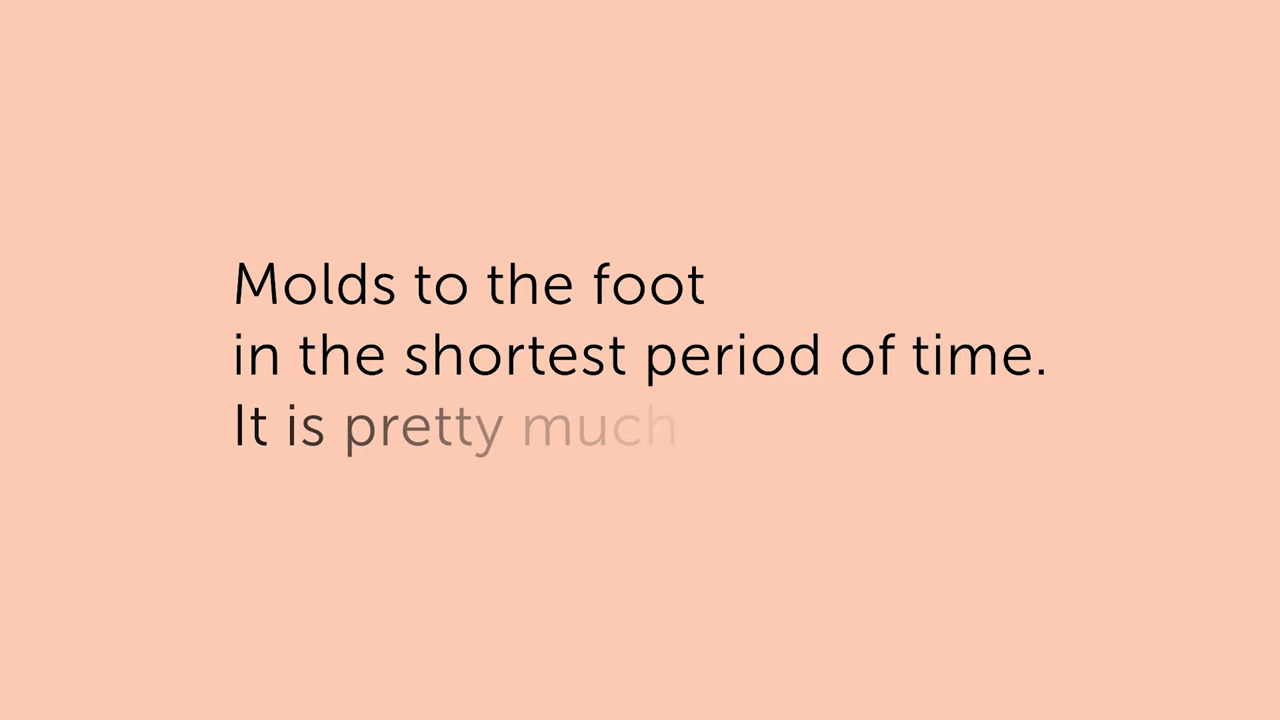 Molds to the foot
in the shortest period of time.
It is pretty much